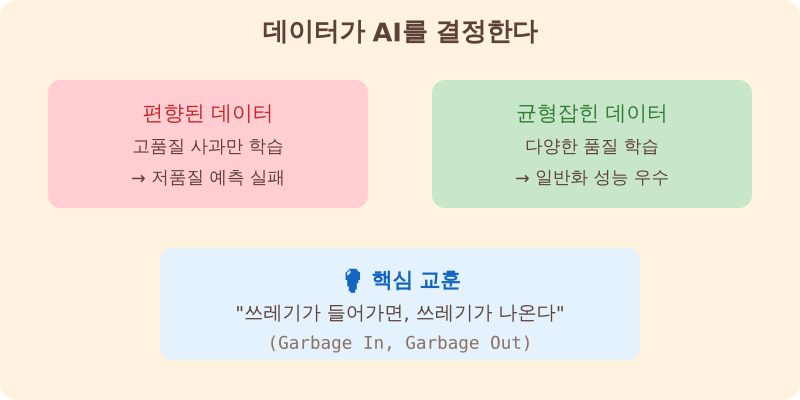 데이터가 AI를 결정한다
편향된 데이터
고품질 사과만 학습
→ 저품질 예측 실패
균형잡힌 데이터
다양한 품질 학습
→ 일반화 성능 우수
핵심 교훈
"쓰레기가 들어가면, 쓰레기가 나온다"
(Garbage In, Garbage Out)